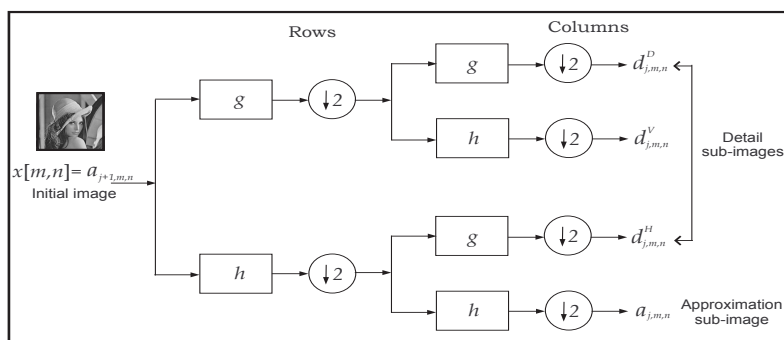 Rows
Columns
g
↓2
g
↓2
d^D_{j,m,n}
h
↓2
d^V_{j,m,n}
Detail
sub-images
x[m,n]= a_{j+1,m,n}
Initial image
h
↓2
g
↓2
d^H_{j,m,n}
h
↓2
a_{j,m,n}
Approximation
sub-image